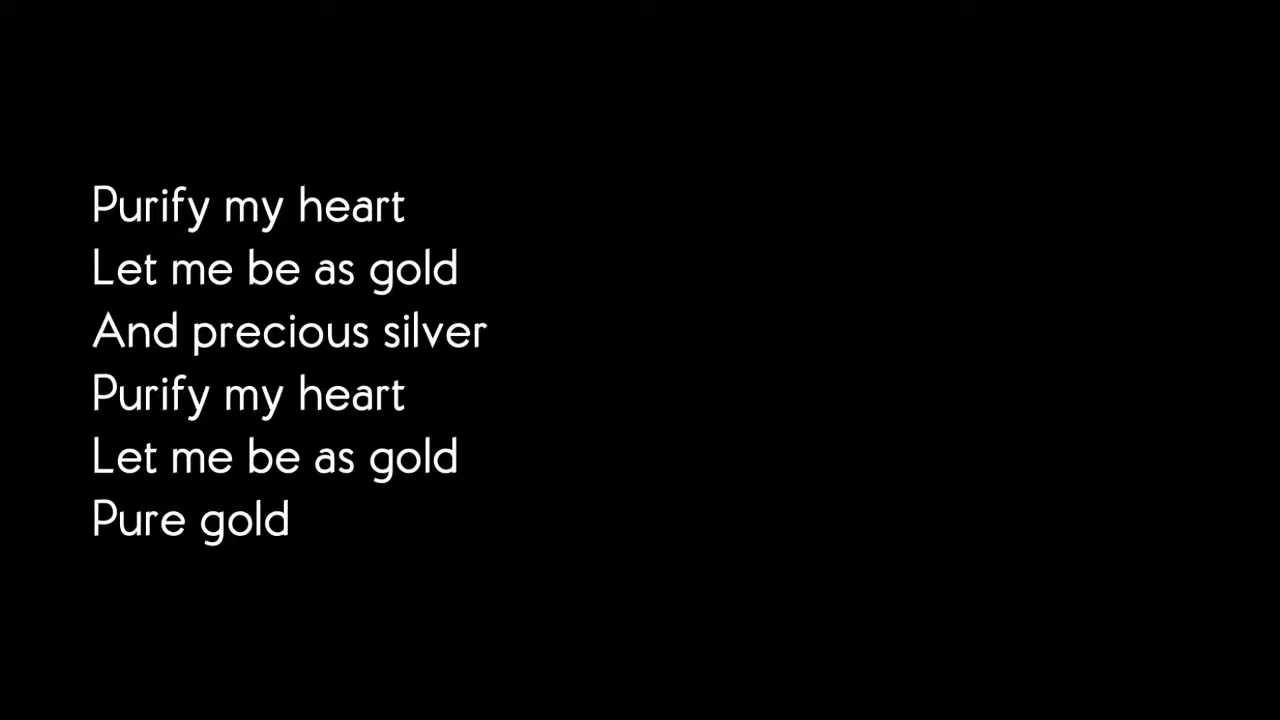 Purify my heart
Let me be as gold
And precious silver
Purify my heart
Let me be as gold
Pure gold